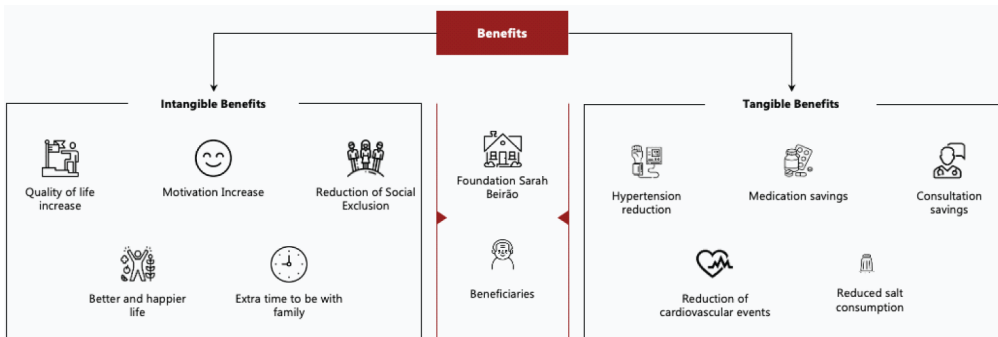 Benefits
Intangible Benefits
Quality of life
increase
Motivation Increase
Reduction of Social
Exclusion
Better and happier
life
Extra time to be with
family
Foundation Sarah
Beirão
Beneficiaries
Tangible Benefits
Hypertension
reduction
Medication savings
Consultation
savings
Reduction of
cardiovascular events
Reduced salt
consumption